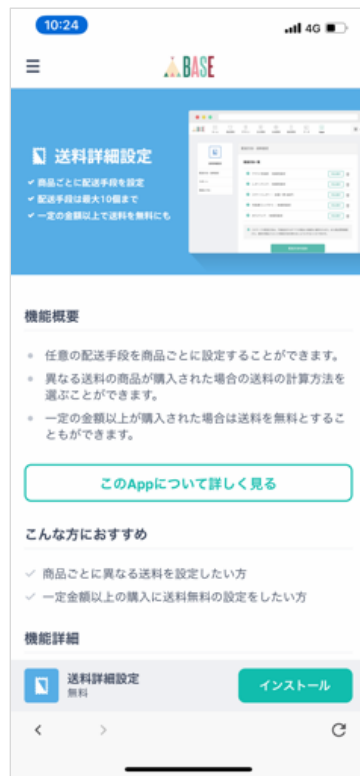 10:24
4G
BASE
送料詳細設定
商品ごとに配送手段を設定
配送手段は最大10個まで
一定の金額以上で送料を無料にも
機能概要
任意の配送手段を商品ごとに設定することができます。
異なる送料の商品が購入された場合の送料の計算方法を
選ぶことができます。
一定の金額以上が購入された場合は送料を無料とするこ
ともができます。
このAppについて詳しく見る
こんな方におすすめ
商品ごとに異なる送料を設定したい方
一定金額以上の購入に送料無料の設定をしたい方
機能詳細
送料詳細設定
無料
インストール